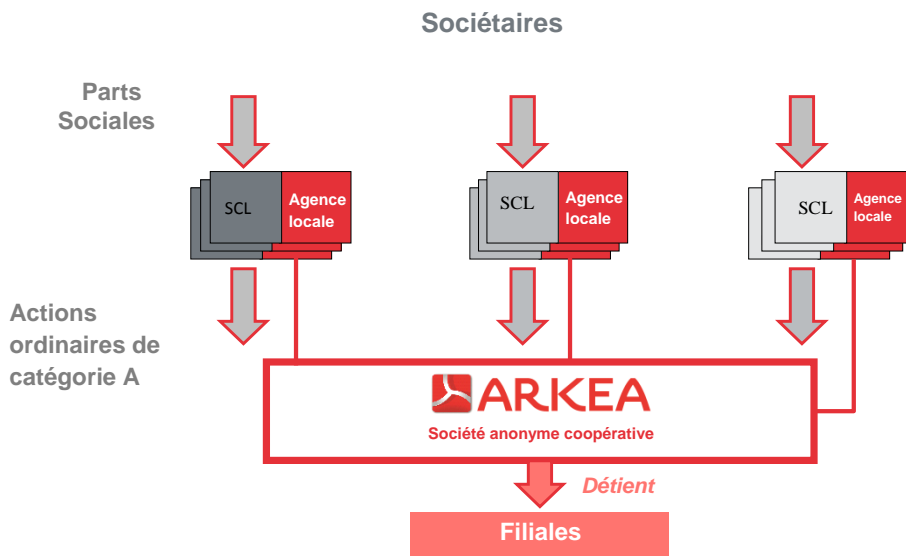 Sociétaires
Parts
Sociales
SCL
Agence
locale
SCL
Agence
locale
SCL
Agence
locale
Actions
ordinaires de
catégorie A
ARKEA
Société anonyme coopérative
Détient
Filiales